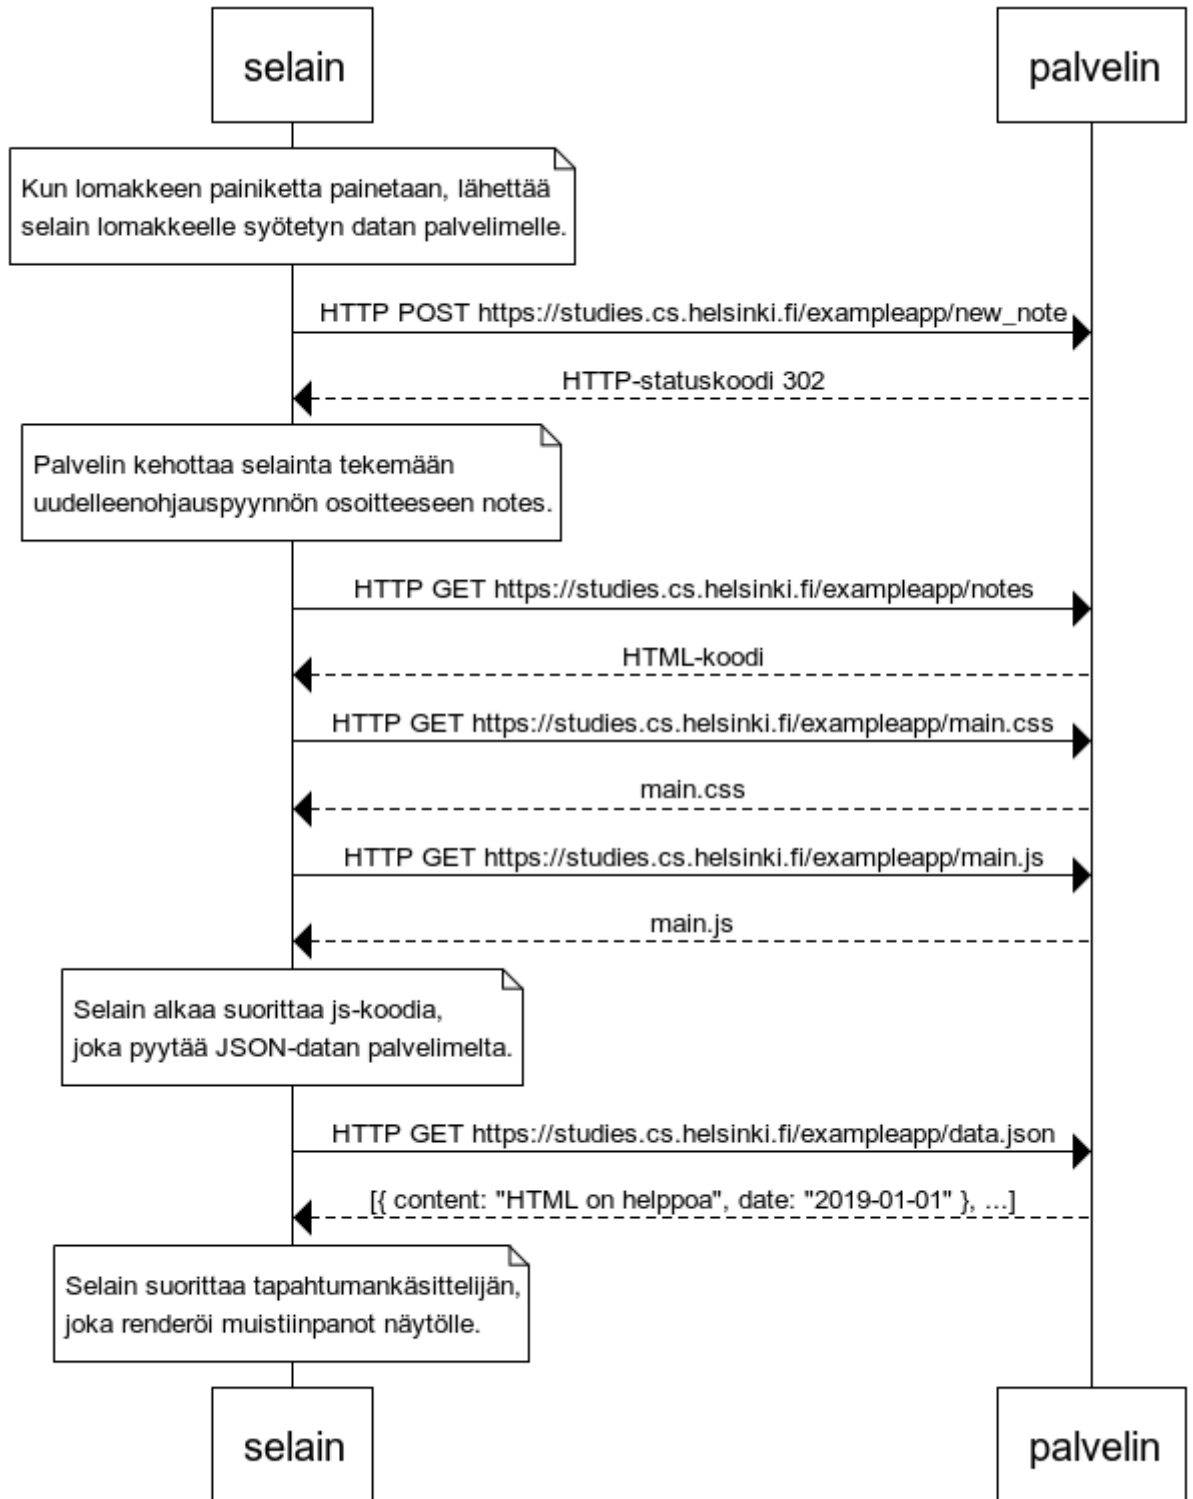 selain
palvelin
Kun lomakkeen painiketta painetaan, lähettää
selain lomakkeelle syötetyn datan palvelimelle.
HTTP POST https://studies.cs.helsinki.fi/exampleapp/new_note
HTTP-statuskoodi 302
Palvelin kehottaa selainta tekemään
uudelleenohjauspyynnön osoitteeseen notes.
HTTP GET https://studies.cs.helsinki.fi/exampleapp/notes
HTML-koodi
HTTP GET https://studies.cs.helsinki.fi/exampleapp/main.css
main.css
HTTP GET https://studies.cs.helsinki.fi/exampleapp/main.js
main.js
Selain alkaa suorittaa js-koodia,
joka pyytää JSON-datan palvelimelta.
HTTP GET https://studies.cs.helsinki.fi/exampleapp/data.json
[{ content: "HTML on helppoa", date: "2019-01-01" }, ...]
Selain suorittaa tapahtumankäsittelijän,
joka renderöi muistiinpanot näytölle.
selain
palvelin